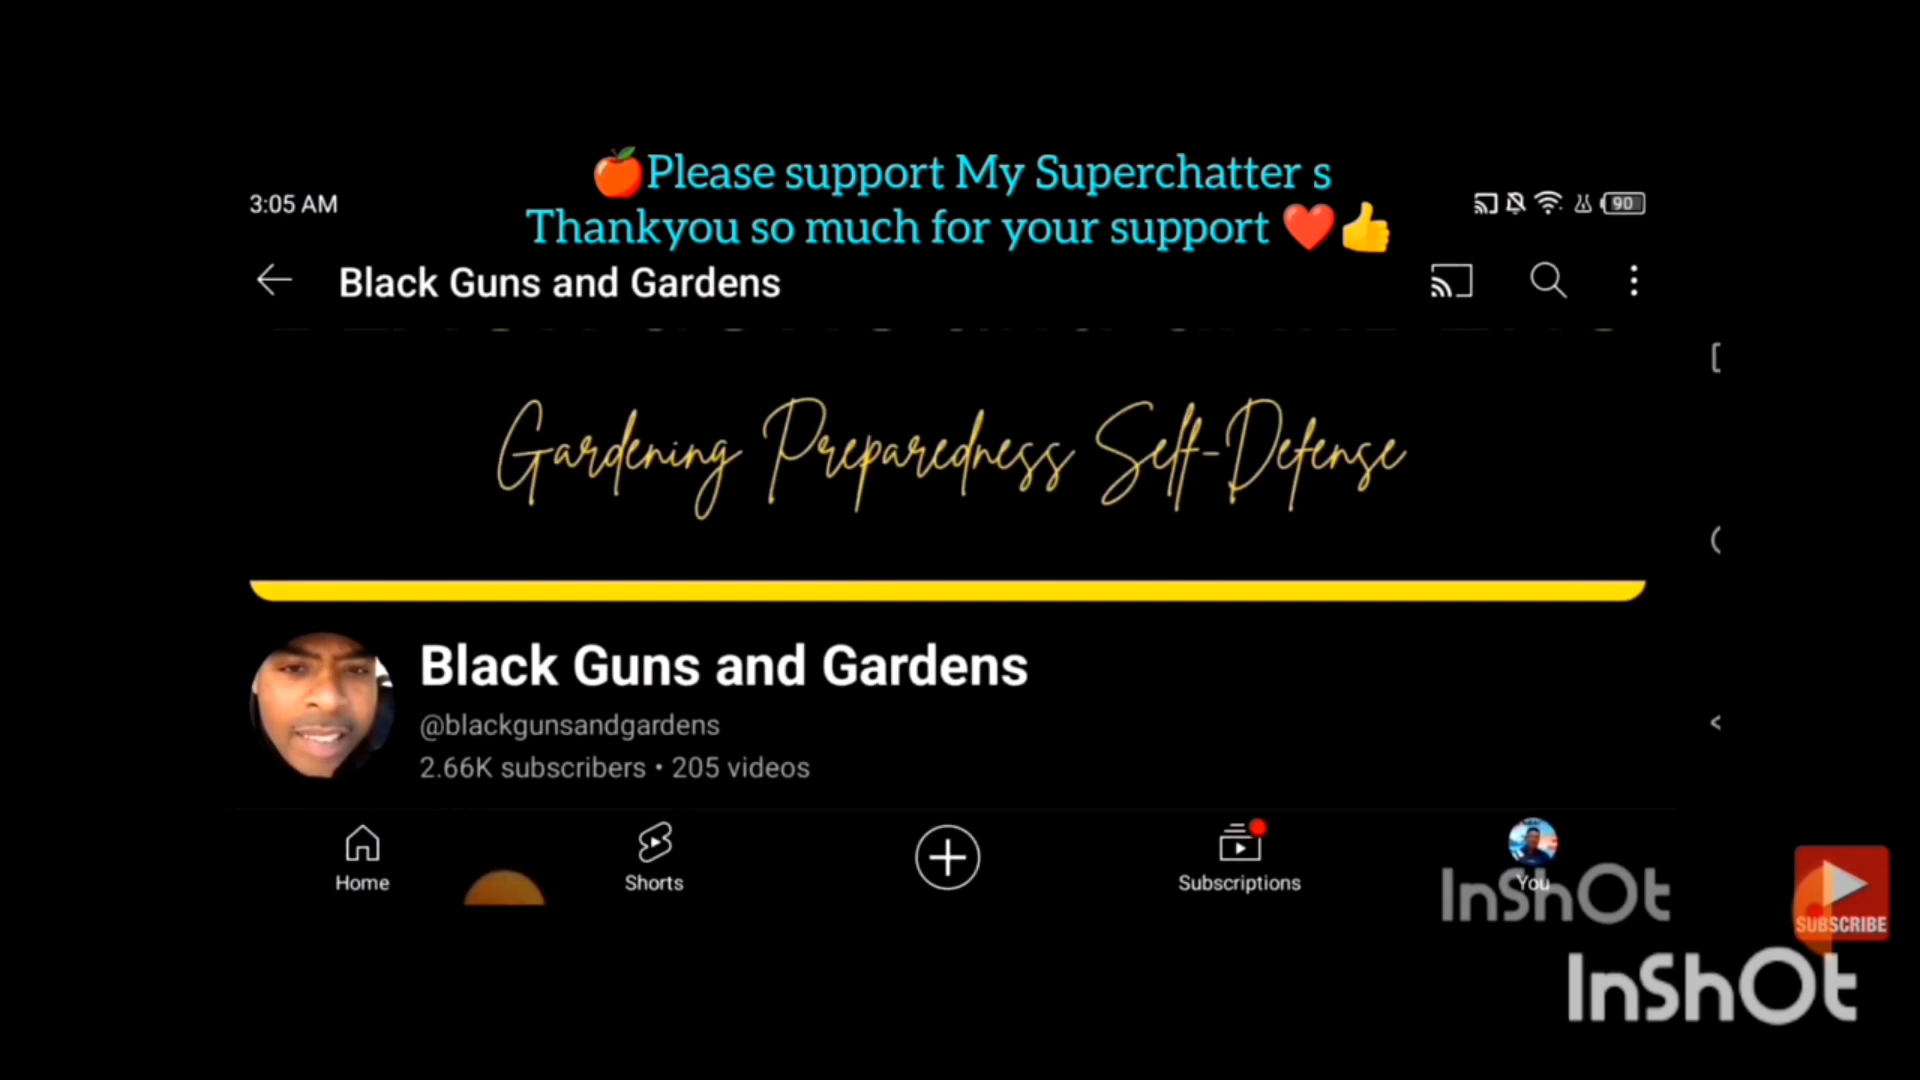 🍎Please support My Superchatter s
Thankyou so much for your support ❤️👍
3:05 AM
90
Black Guns and Gardens
Gardening Preparedness Self-Defense
Black Guns and Gardens
@blackgunsandgardens
2.66K subscribers • 205 videos
Home
Shorts
Subscriptions
You
InShOt
SUBSCRIBE
InShOt